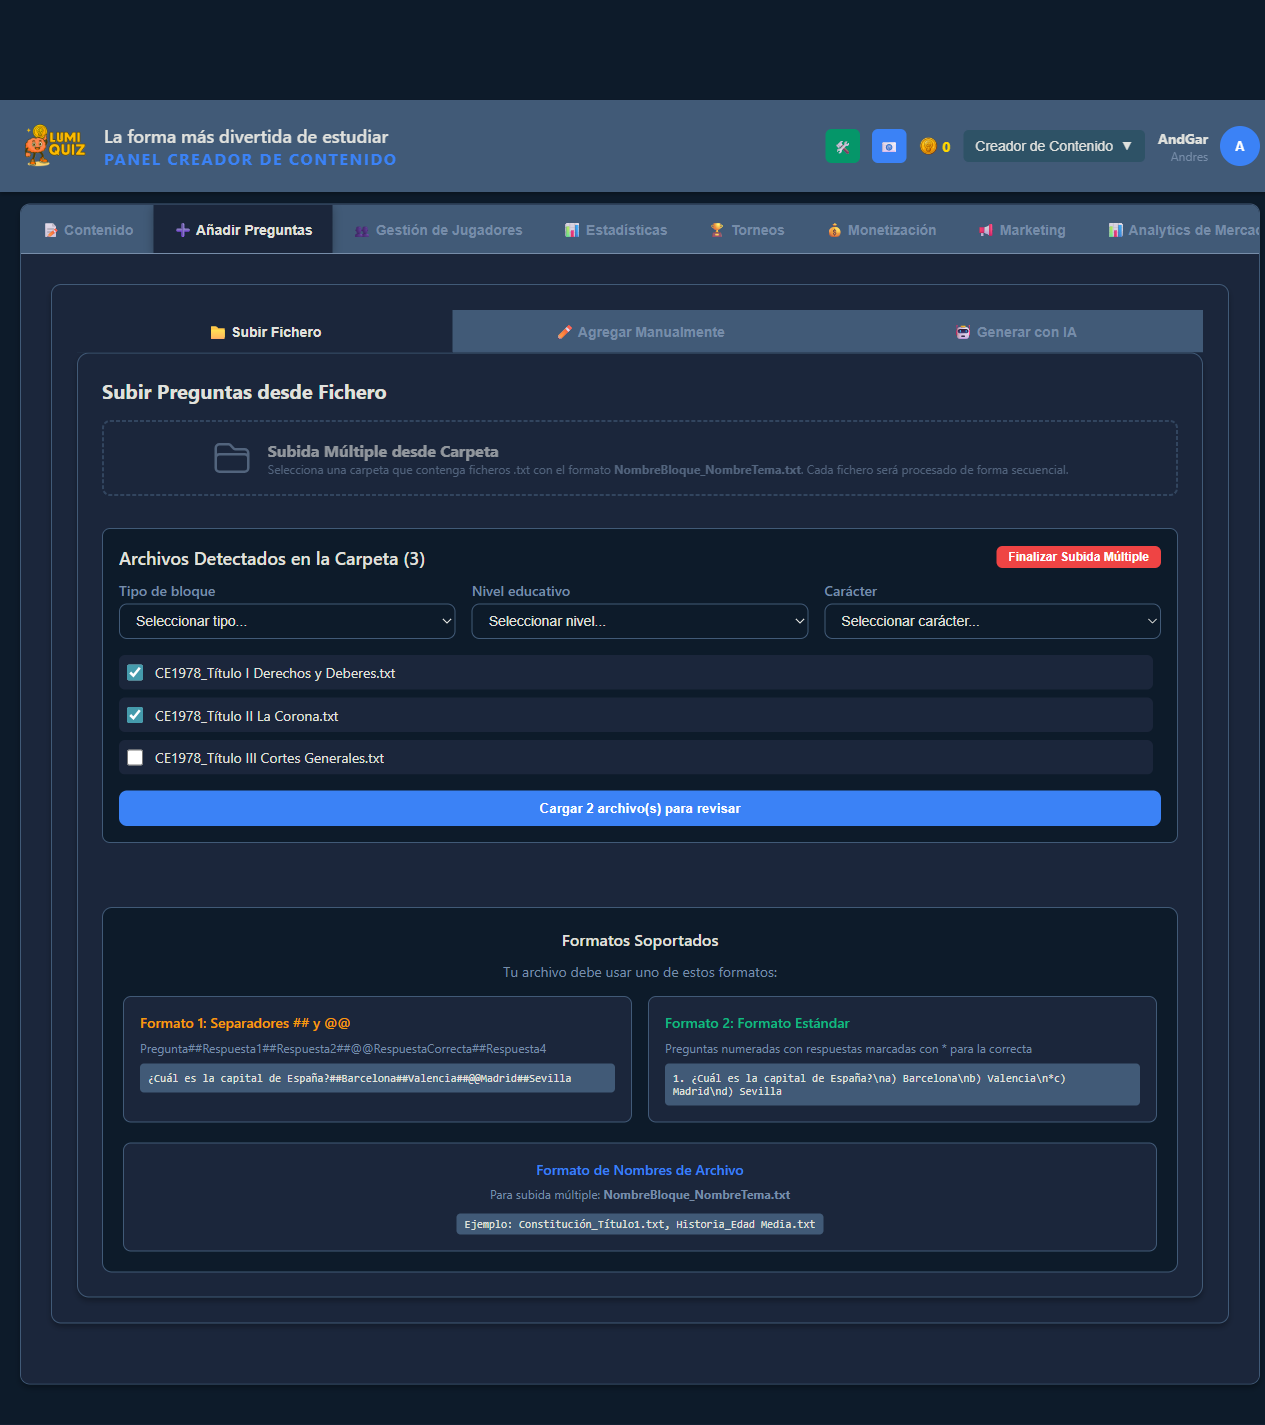 LUMI
QUIZ
La forma más divertida de estudiar
PANEL CREADOR DE CONTENIDO
0
Creador de Contenido ▼
AndGar
Andres
A
Contenido
Añadir Preguntas
Gestión de Jugadores
Estadísticas
Torneos
Monetización
Marketing
Analytics de Mercad
Subir Fichero
Agregar Manualmente
Generar con IA
Subir Preguntas desde Fichero
Subida Múltiple desde Carpeta
Selecciona una carpeta que contenga ficheros .txt con el formato NombreBloque_NombreTema.txt. Cada fichero será procesado de forma secuencial.
Archivos Detectados en la Carpeta (3)
Finalizar Subida Múltiple
Tipo de bloque
Nivel educativo
Carácter
Seleccionar tipo...
Seleccionar nivel...
Seleccionar carácter...
CE1978_Título I Derechos y Deberes.txt
CE1978_Título II La Corona.txt
CE1978_Título III Cortes Generales.txt
Cargar 2 archivo(s) para revisar
Formatos Soportados
Tu archivo debe usar uno de estos formatos:
Formato 1: Separadores ## y @@
Pregunta##Respuesta1##Respuesta2##@@RespuestaCorrecta##Respuesta4
¿Cuál es la capital de España?##Barcelona##Valencia##@@Madrid##Sevilla
Formato 2: Formato Estándar
Preguntas numeradas con respuestas marcadas con * para la correcta
1. ¿Cuál es la capital de España?\na) Barcelona\nb) Valencia\n*c)
Madrid\nd) Sevilla
Formato de Nombres de Archivo
Para subida múltiple: NombreBloque_NombreTema.txt
Ejemplo: Constitución_Título1.txt, Historia_Edad Media.txt